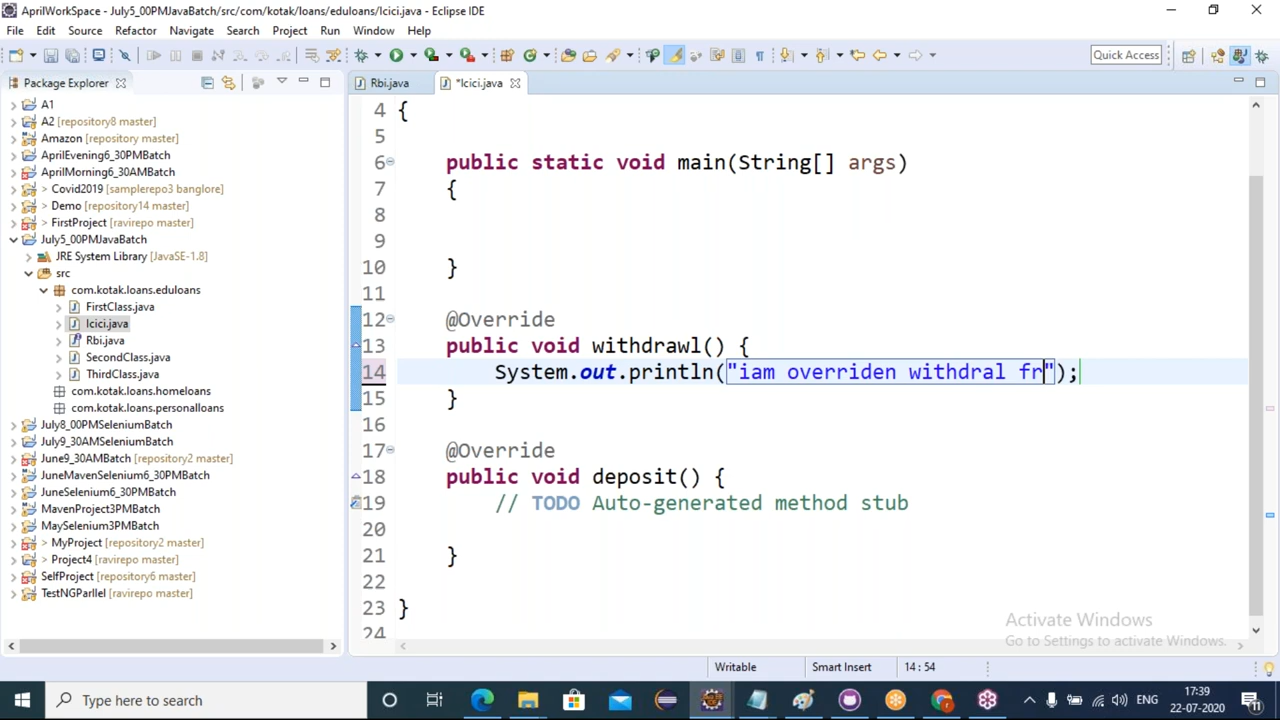 AprilWorkSpace - July5_00PMJavaBatch/src/com/kotak/loans/eduloans/Icici.java - Eclipse IDE
File Edit Source Refactor Navigate Search Project Run Window Help
Quick Access
Package Explorer
Rbi.java
*Icici.java
A1
A2 [repository8 master]
Amazon [repository master]
AprilEvening6_30PMBatch
AprilMorning6_30AMBatch
> Covid2019 [samplerepo3 banglore]
> Demo [repository14 master]
> FirstProject [ravirepo master]
July5_00PMJavaBatch
JRE System Library [JavaSE-1.8]
src
com.kotak.loans.eduloans
FirstClass.java
Icici.java
Rbi.java
SecondClass.java
ThirdClass.java
com.kotak.loans.homeloans
com.kotak.loans.personalloans
July8_00PMSeleniumBatch
July9_30AMSeleniumBatch
June9_30AMBatch [repository2 master]
JuneMavenSelenium6_30PMBatch
JuneSelenium6_30PMBatch
MavenProject3PMBatch
MaySelenium3PMBatch
> MyProject [repository2 master]
> Project4 [ravirepo master]
SelfProject [repository6 master]
TestNGParllel [ravirepo master]
4 {
5
6 public static void main(String[] args)
7 {
8
9
10 }
11
12 @Override
13 public void withdrawl() {
14 System.out.println("iam overriden withdral fr");
15 }
16
17 @Override
18 public void deposit() {
19 // TODO Auto-generated method stub
20
21 }
22
23 }
24
Activate Windows
Go to Settings to activate Windows.
Writable
Smart Insert
14 : 54
Type here to search
ENG
17:39
22-07-2020
11